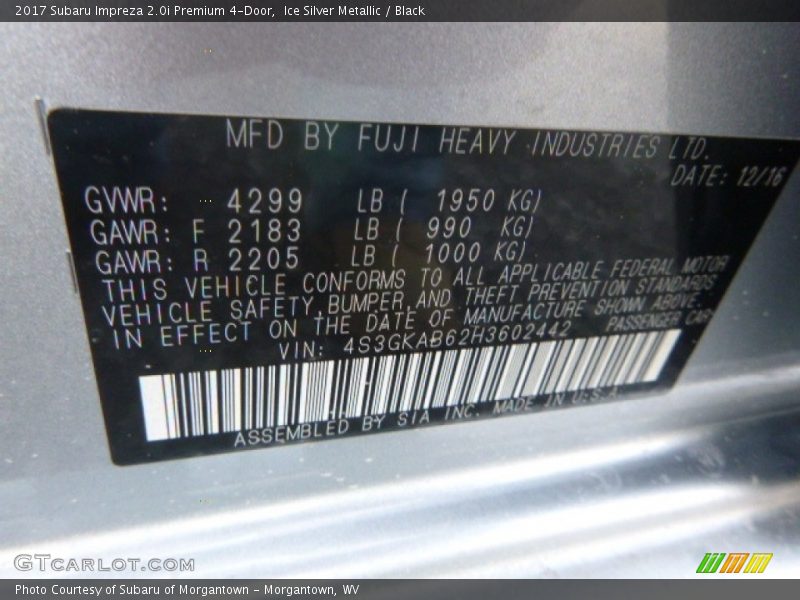 2017 Subaru Impreza 2.0i Premium 4-Door,  Ice Silver Metallic / Black
MFD BY FUJI HEAVY INDUSTRIES LTD.
DATE: 12/16
GVWR: 4299 LB ( 1950 KG)
GAWR: F 2183 LB ( 990 KG)
GAWR: R 2205 LB ( 1000 KG)
THIS VEHICLE CONFORMS TO ALL APPLICABLE FEDERAL MOTOR
VEHICLE SAFETY,BUMPER,AND THEFT PREVENTION STANDARDS
IN EFFECT ON THE DATE OF MANUFACTURE SHOWN ABOVE.
VIN: 4S3GKAB62H3602442 PASSENGER CAR
ASSEMBLED BY SIA INC. MADE IN U.S.A
GTCARLOT.COM
Photo Courtesy of Subaru of Morgantown - Morgantown, WV